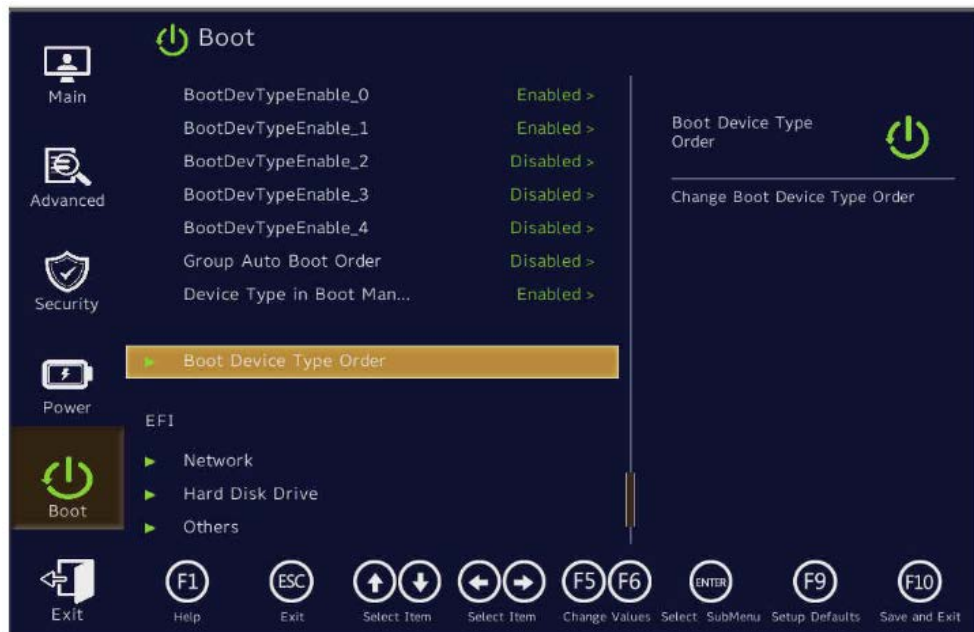 Boot
Main
Advanced
Security
Power
Boot
Exit
BootDevTypeEnable_0 Enabled >
BootDevTypeEnable_1 Enabled >
BootDevTypeEnable_2 Disabled >
BootDevTypeEnable_3 Disabled >
BootDevTypeEnable_4 Disabled >
Group Auto Boot Order Disabled >
Device Type in Boot Man... Enabled >
Boot Device Type Order
EFI
Network
Hard Disk Drive
Others
Boot Device Type
Order
Change Boot Device Type Order
F1 ESC F5 F6 ENTER F9 F10
Help Exit Select Item Select Item Change Values Select SubMenu Setup Defaults Save and Exit